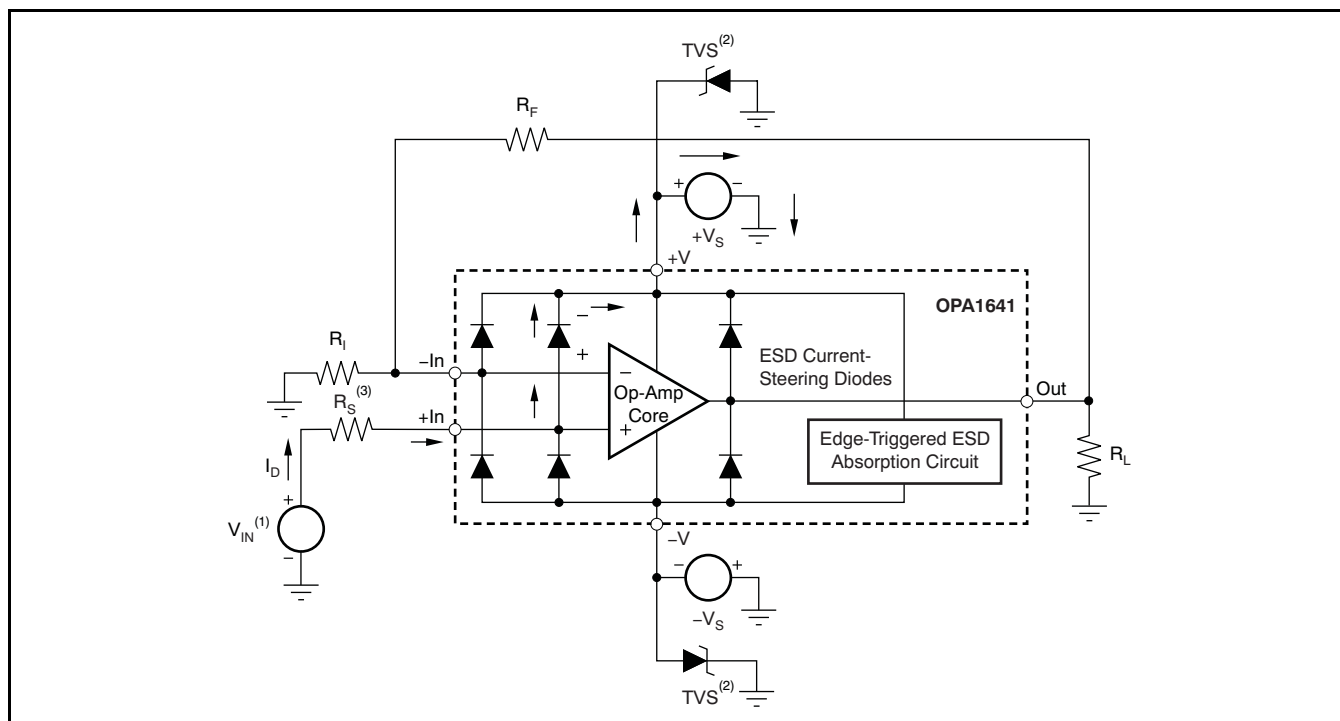 TVS(2)
RF
+ −
+VS
+V
OPA1641
−
+
RI
−In
RS(3)
+In
ID
VIN(1)
+
−
−
+
Op-Amp
Core
ESD Current-
Steering Diodes
Out
Edge-Triggered ESD
Absorption Circuit
RL
−V
− +
−VS
TVS(2)